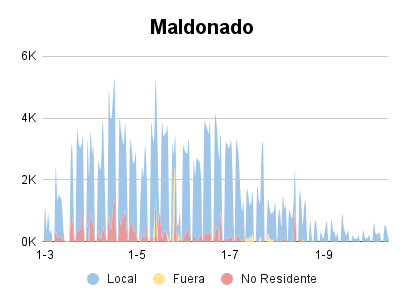 Maldonado
6K
4K
2K
0K
1-3 1-5 1-7 1-9
Local Fuera No Residente